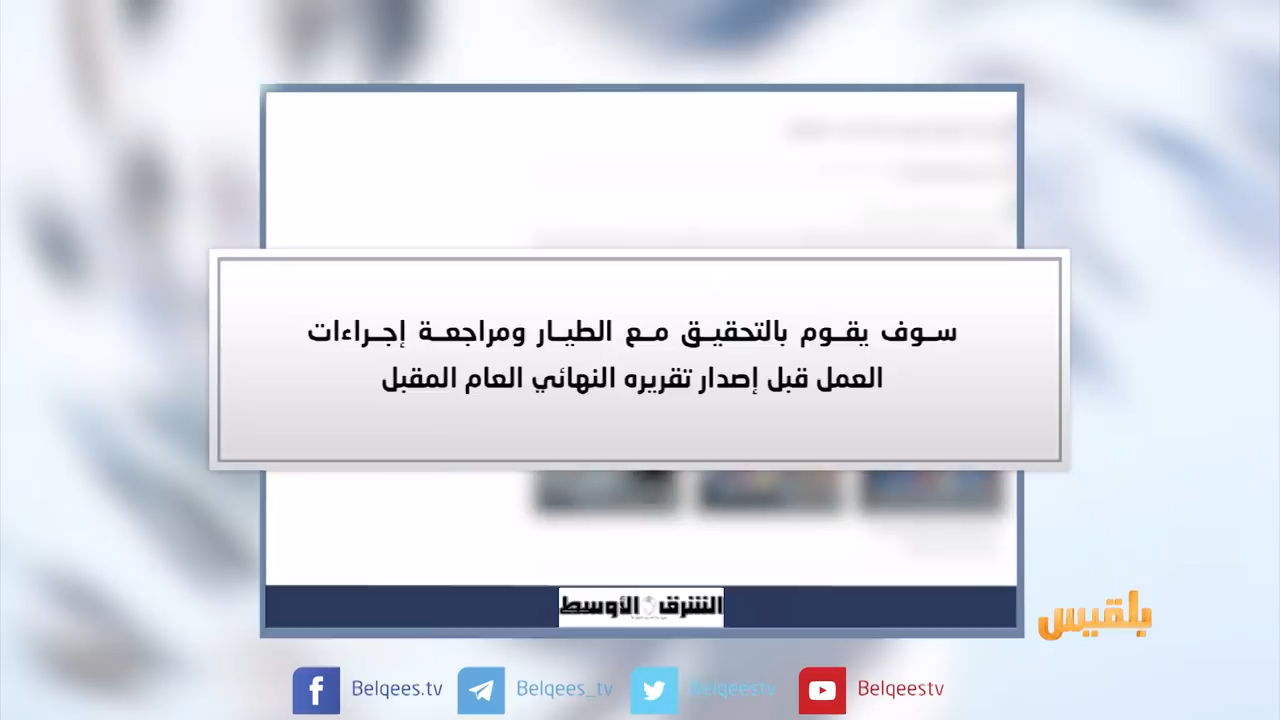 سوف يقوم بالتحقيق مع الطيار ومراجعة إجراءات
العمل قبل إصدار تقريره النهائي العام المقبل
الشرق الأوسط
بلقيس
Belqees.tv
Belqees_tv
Belqeestv
Belqeestv